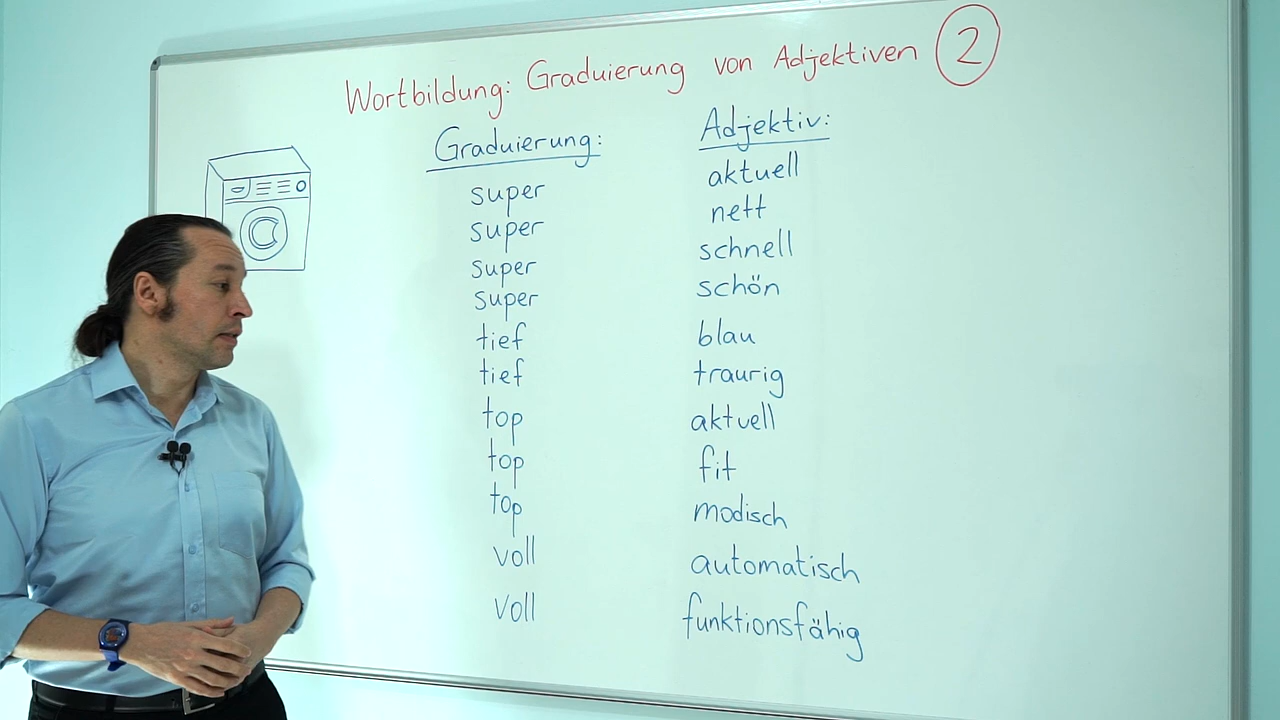 Wortbildung: Graduierung von Adjektiven 2
Graduierung: Adjektiv:
super aktuell
super nett
super schnell
super schön
tief blau
tief traurig
top aktuell
top fit
top modisch
voll automatisch
voll funktionsfähig